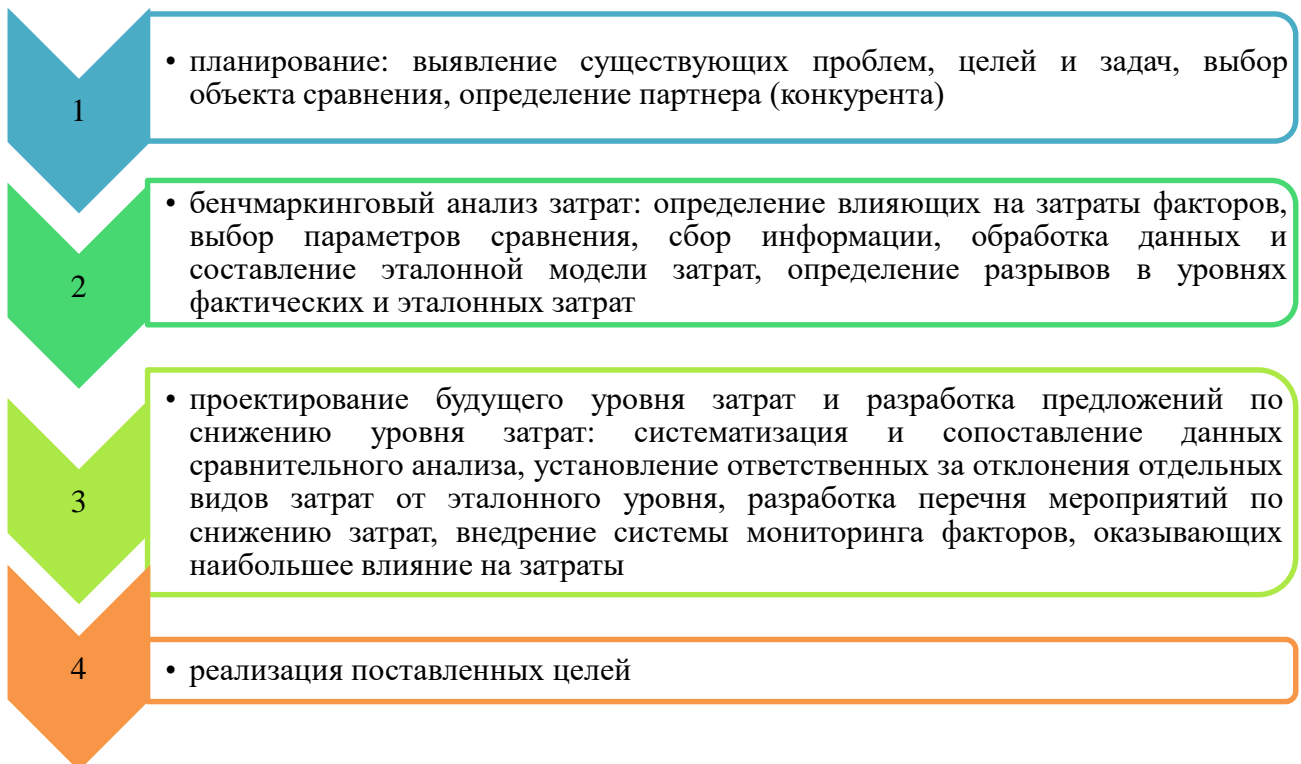 1
• планирование: выявление существующих проблем, целей и задач, выбор
объекта сравнения, определение партнера (конкурента)
2
• бенчмаркинговый анализ затрат: определение влияющих на затраты факторов,
выбор параметров сравнения, сбор информации, обработка данных и
составление эталонной модели затрат, определение разрывов в уровнях
фактических и эталонных затрат
3
• проектирование будущего уровня затрат и разработка предложений по
снижению уровня затрат: систематизация и сопоставление данных
сравнительного анализа, установление ответственных за отклонения отдельных
видов затрат от эталонного уровня, разработка перечня мероприятий по
снижению затрат, внедрение системы мониторинга факторов, оказывающих
наибольшее влияние на затраты
4
• реализация поставленных целей